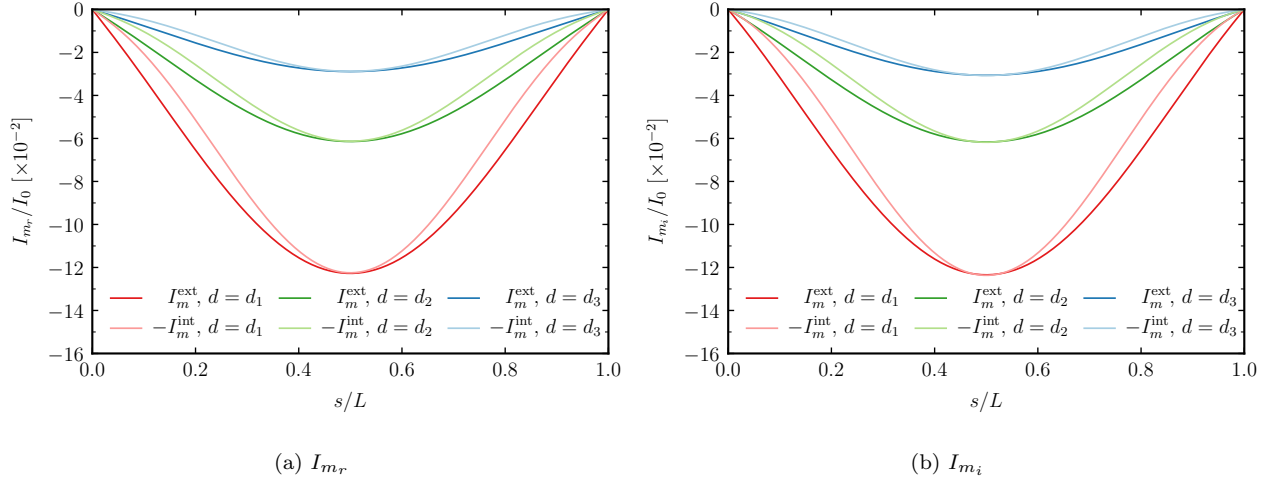 0
−2
−4
−6
−8
−10
−12
−14
−16
I_{m_r}/I_0 [×10^{−2}]
I_m^{ext}, d = d_1
I_m^{ext}, d = d_2
I_m^{ext}, d = d_3
−I_m^{int}, d = d_1
−I_m^{int}, d = d_2
−I_m^{int}, d = d_3
0.0 0.2 0.4 0.6 0.8 1.0
s/L
(a) I_{m_r}
0
−2
−4
−6
−8
−10
−12
−14
−16
I_{m_i}/I_0 [×10^{−2}]
I_m^{ext}, d = d_1
I_m^{ext}, d = d_2
I_m^{ext}, d = d_3
−I_m^{int}, d = d_1
−I_m^{int}, d = d_2
−I_m^{int}, d = d_3
0.0 0.2 0.4 0.6 0.8 1.0
s/L
(b) I_{m_i}